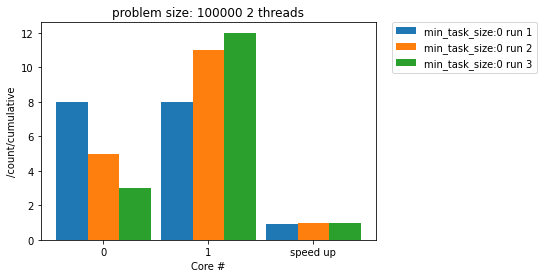 problem size: 100000 2 threads
min_task_size:0 run 1
min_task_size:0 run 2
min_task_size:0 run 3
/count/cumulative
12
10
8
6
4
2
0
0 1 speed up
Core #